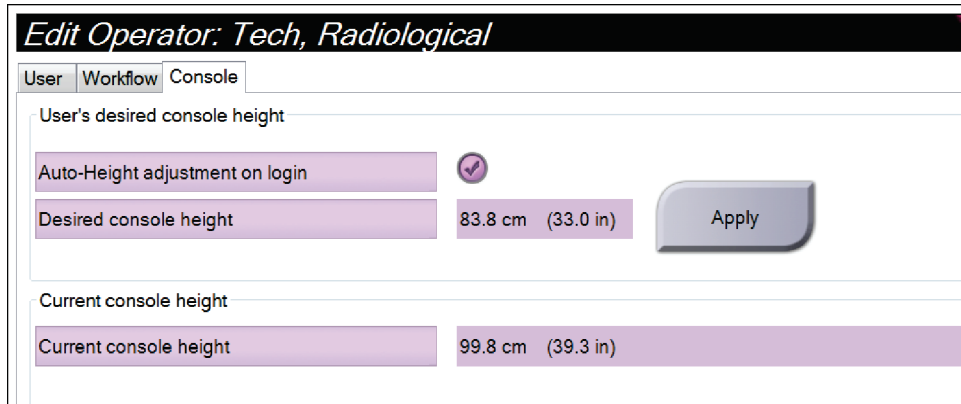 Edit Operator: Tech, Radiological
User Workflow Console
User's desired console height
Auto-Height adjustment on login
Desired console height 83.8 cm (33.0 in) Apply
Current console height
Current console height 99.8 cm (39.3 in)